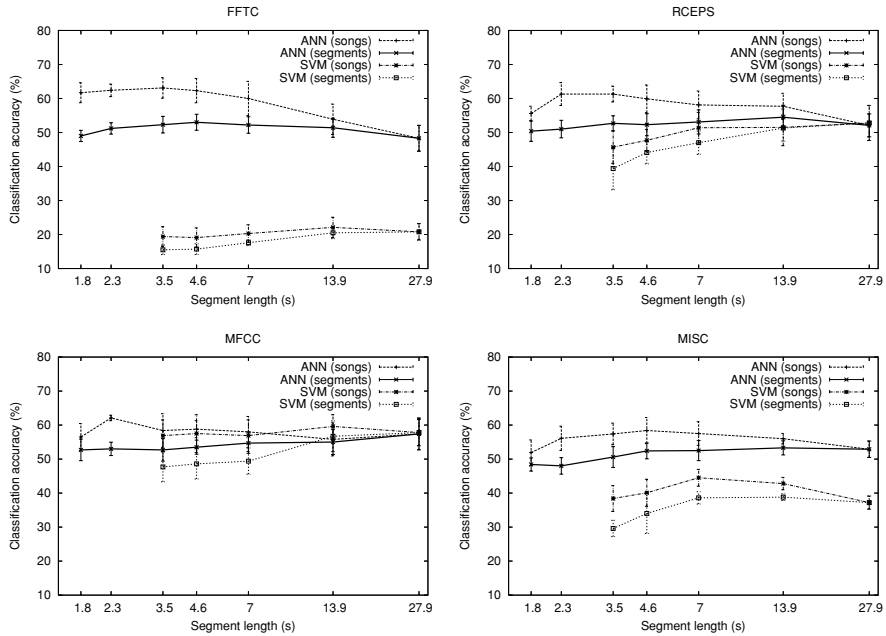 FFTC
Classification accuracy (%)
80
70
60
50
40
30
20
10
ANN (songs)
ANN (segments)
SVM (songs)
SVM (segments)
1.8 2.3 3.5 4.6 7 13.9 27.9
Segment length (s)
RCEPS
Classification accuracy (%)
80
70
60
50
40
30
20
10
ANN (songs)
ANN (segments)
SVM (songs)
SVM (segments)
1.8 2.3 3.5 4.6 7 13.9 27.9
Segment length (s)
MFCC
Classification accuracy (%)
80
70
60
50
40
30
20
10
ANN (songs)
ANN (segments)
SVM (songs)
SVM (segments)
1.8 2.3 3.5 4.6 7 13.9 27.9
Segment length (s)
MISC
Classification accuracy (%)
80
70
60
50
40
30
20
10
ANN (songs)
ANN (segments)
SVM (songs)
SVM (segments)
1.8 2.3 3.5 4.6 7 13.9 27.9
Segment length (s)